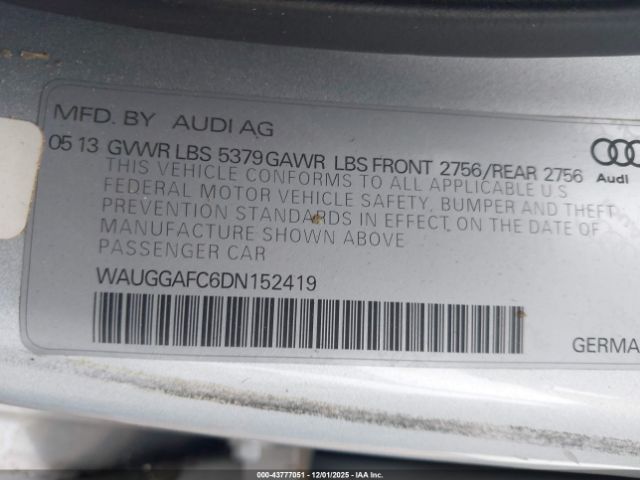 MFD. BY AUDI AG
05 13 GVWR LBS 5379 GAWR LBS FRONT 2756/REAR 2756
THIS VEHICLE CONFORMS TO ALL APPLICABLE U.S
FEDERAL MOTOR VEHICLE SAFETY, BUMPER AND THEFT
PREVENTION STANDARDS IN EFFECT ON THE DATE OF
MANUFACTURE SHOWN ABOVE
PASSENGER CAR
Audi
WAUGGAFC6DN152419
GERMA
000-43777051 - 12/01/2025 - IAAI.com